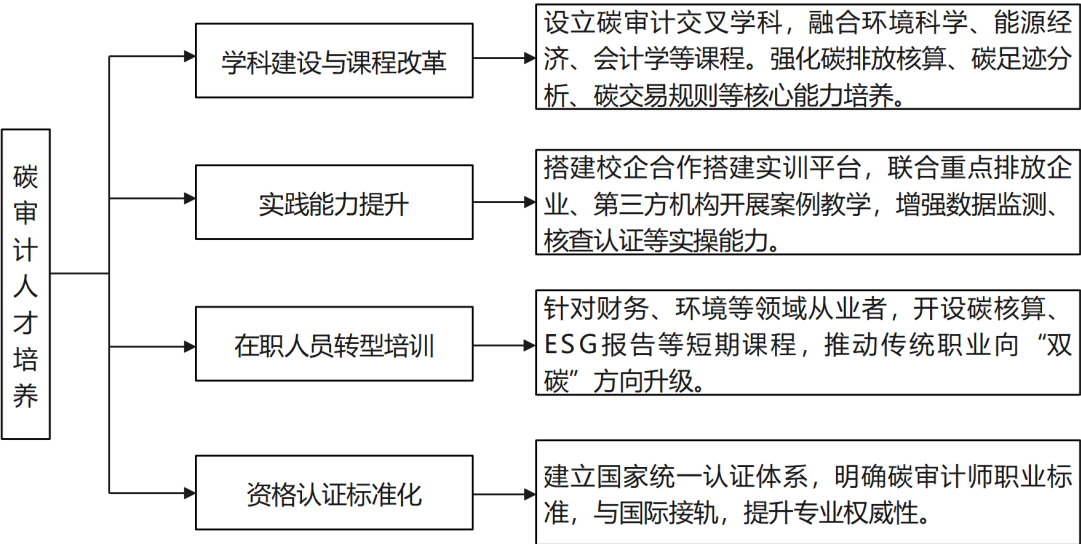 碳审计人才培养
学科建设与课程改革
设立碳审计交叉学科，融合环境科学、能源经
济、会计学等课程。强化碳排放核算、碳足迹分
析、碳交易规则等核心能力培养。
实践能力提升
搭建校企合作搭建实训平台，联合重点排放企
业、第三方机构开展案例教学，增强数据监测、
核查认证等实操能力。
在职人员转型培训
针对财务、环境等领域从业者，开设碳核算、
ESG报告等短期课程，推动传统职业向“双
碳”方向升级。
资格认证标准化
建立国家统一认证体系，明确碳审计师职业标
准，与国际接轨，提升专业权威性。